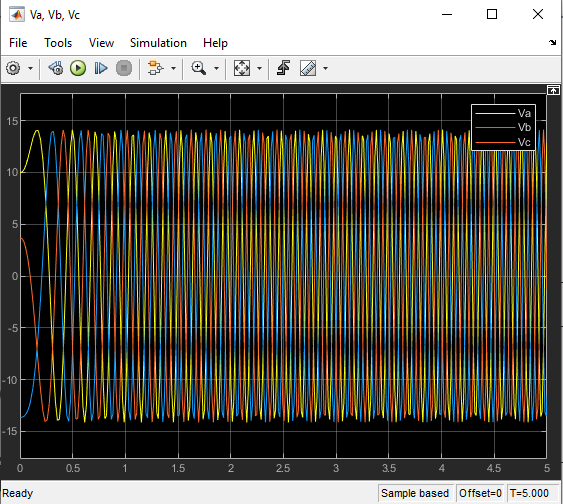 Va, Vb, Vc
File Tools View Simulation Help
Va
Vb
Vc
15
10
5
0
-5
-10
-15
0 0.5 1 1.5 2 2.5 3 3.5 4 4.5 5
Ready Sample based Offset=0 T=5.000